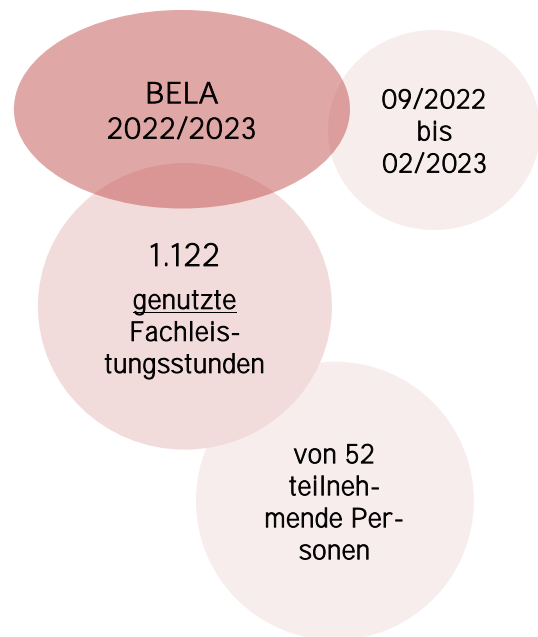 BELA
2022/2023
09/2022
bis
02/2023
1.122
genutzte
Fachleis-
tungsstunden
von 52
teilneh-
mende Per-
sonen